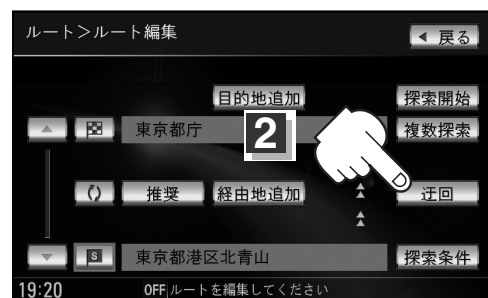 ルート＞ルート編集
戻る
目的地追加
探索開始
東京都庁
2
複数探索
推奨
経由地追加
迂回
S
東京都港区北青山
探索条件
19:20
OFF ルートを編集してください